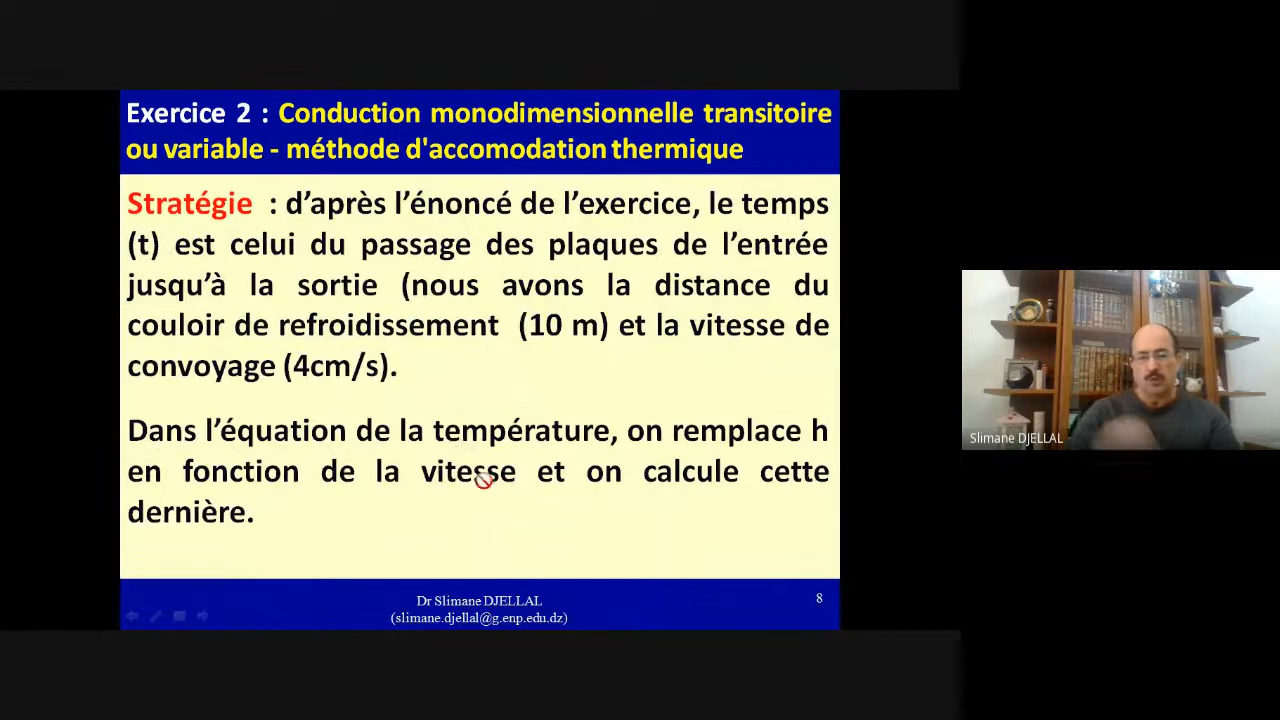 Exercice 2 : Conduction monodimensionnelle transitoire
ou variable - méthode d'accomodation thermique
Stratégie : d’après l’énoncé de l’exercice, le temps
(t) est celui du passage des plaques de l’entrée
jusqu’à la sortie (nous avons la distance du
couloir de refroidissement (10 m) et la vitesse de
convoyage (4cm/s).
Dans l’équation de la température, on remplace h
en fonction de la vitesse et on calcule cette
dernière.
Dr Slimane DJELLAL
(slimane.djellal@g.enp.edu.dz)
8
Slimane DJELLAL